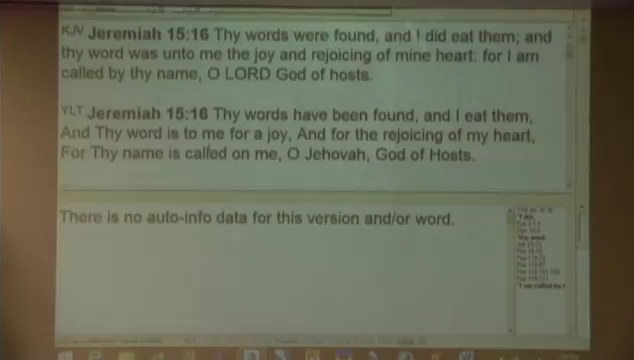 KJV Jeremiah 15:16 Thy words were found, and I did eat them; and
thy word was unto me the joy and rejoicing of mine heart: for I am
called by thy name, O LORD God of hosts.
YLT Jeremiah 15:16 Thy words have been found, and I eat them,
And Thy word is to me for a joy, And for the rejoicing of my heart,
For Thy name is called on me, O Jehovah, God of Hosts.
There is no auto-info data for this version and/or word.